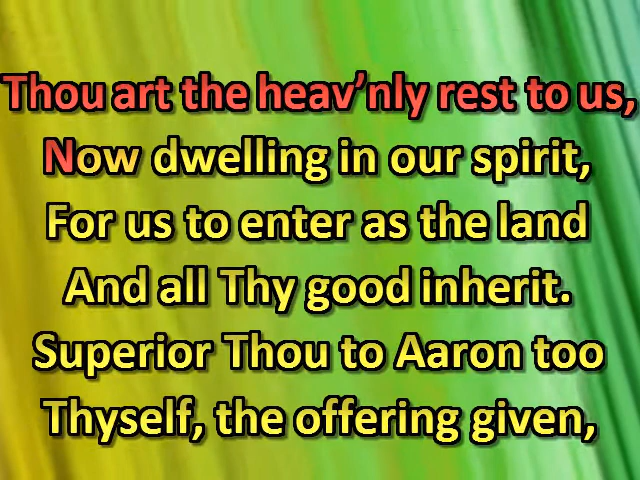 Thou art the heav’nly rest to us,
Now dwelling in our spirit,
For us to enter as the land
And all Thy good inherit.
Superior Thou to Aaron too
Thyself, the offering given,